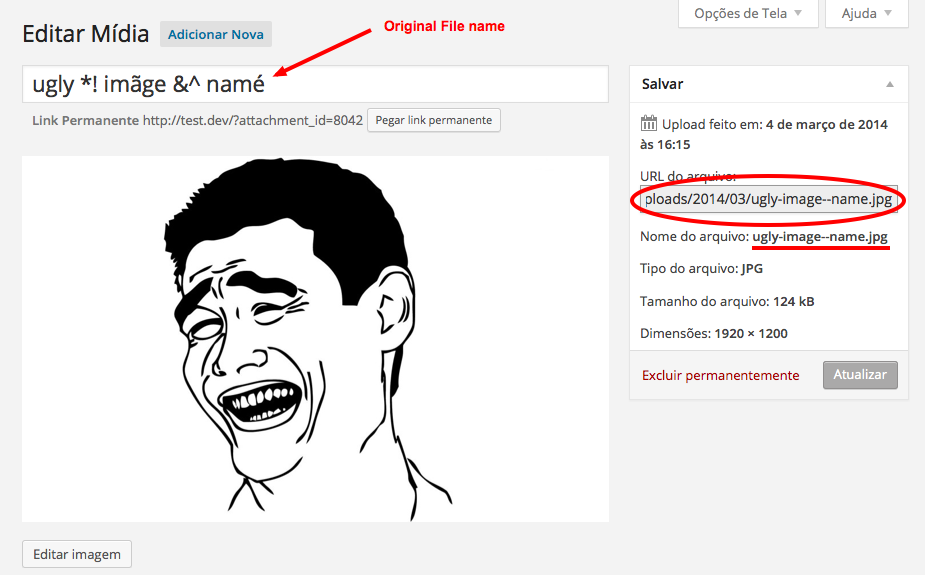 Editar Mídia Adicionar Nova
Original File name
Opções de Tela
Ajuda
ugly *! imãge &^ namé
Link Permanente http://test.dev/?attachment_id=8042 Pegar link permanente
Salvar
Upload feito em: 4 de março de 2014
às 16:15
URL do arquivo:
ploads/2014/03/ugly-image--name.jpg
Nome do arquivo: ugly-image--name.jpg
Tipo do arquivo: JPG
Tamanho do arquivo: 124 kB
Dimensões: 1920 × 1200
Excluir permanentemente
Atualizar
Editar imagem